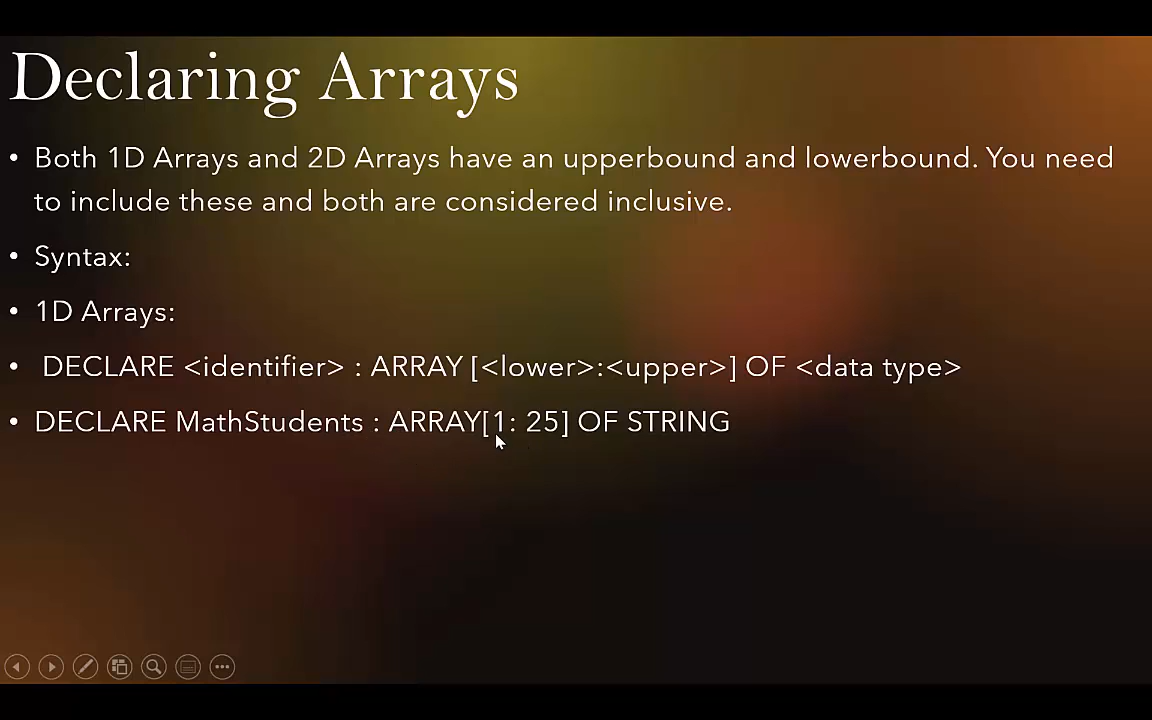 Declaring Arrays
• Both 1D Arrays and 2D Arrays have an upperbound and lowerbound. You need
to include these and both are considered inclusive.
• Syntax:
• 1D Arrays:
• DECLARE <identifier> : ARRAY [<lower>:<upper>] OF <data type>
• DECLARE MathStudents : ARRAY[1: 25] OF STRING